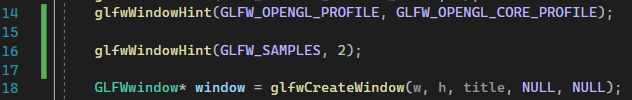 14 glfwWindowHint(GLFW_OPENGL_PROFILE, GLFW_OPENGL_CORE_PROFILE);
15
16 glfwWindowHint(GLFW_SAMPLES, 2);
17
18 GLFWwindow* window = glfwCreateWindow(w, h, title, NULL, NULL);